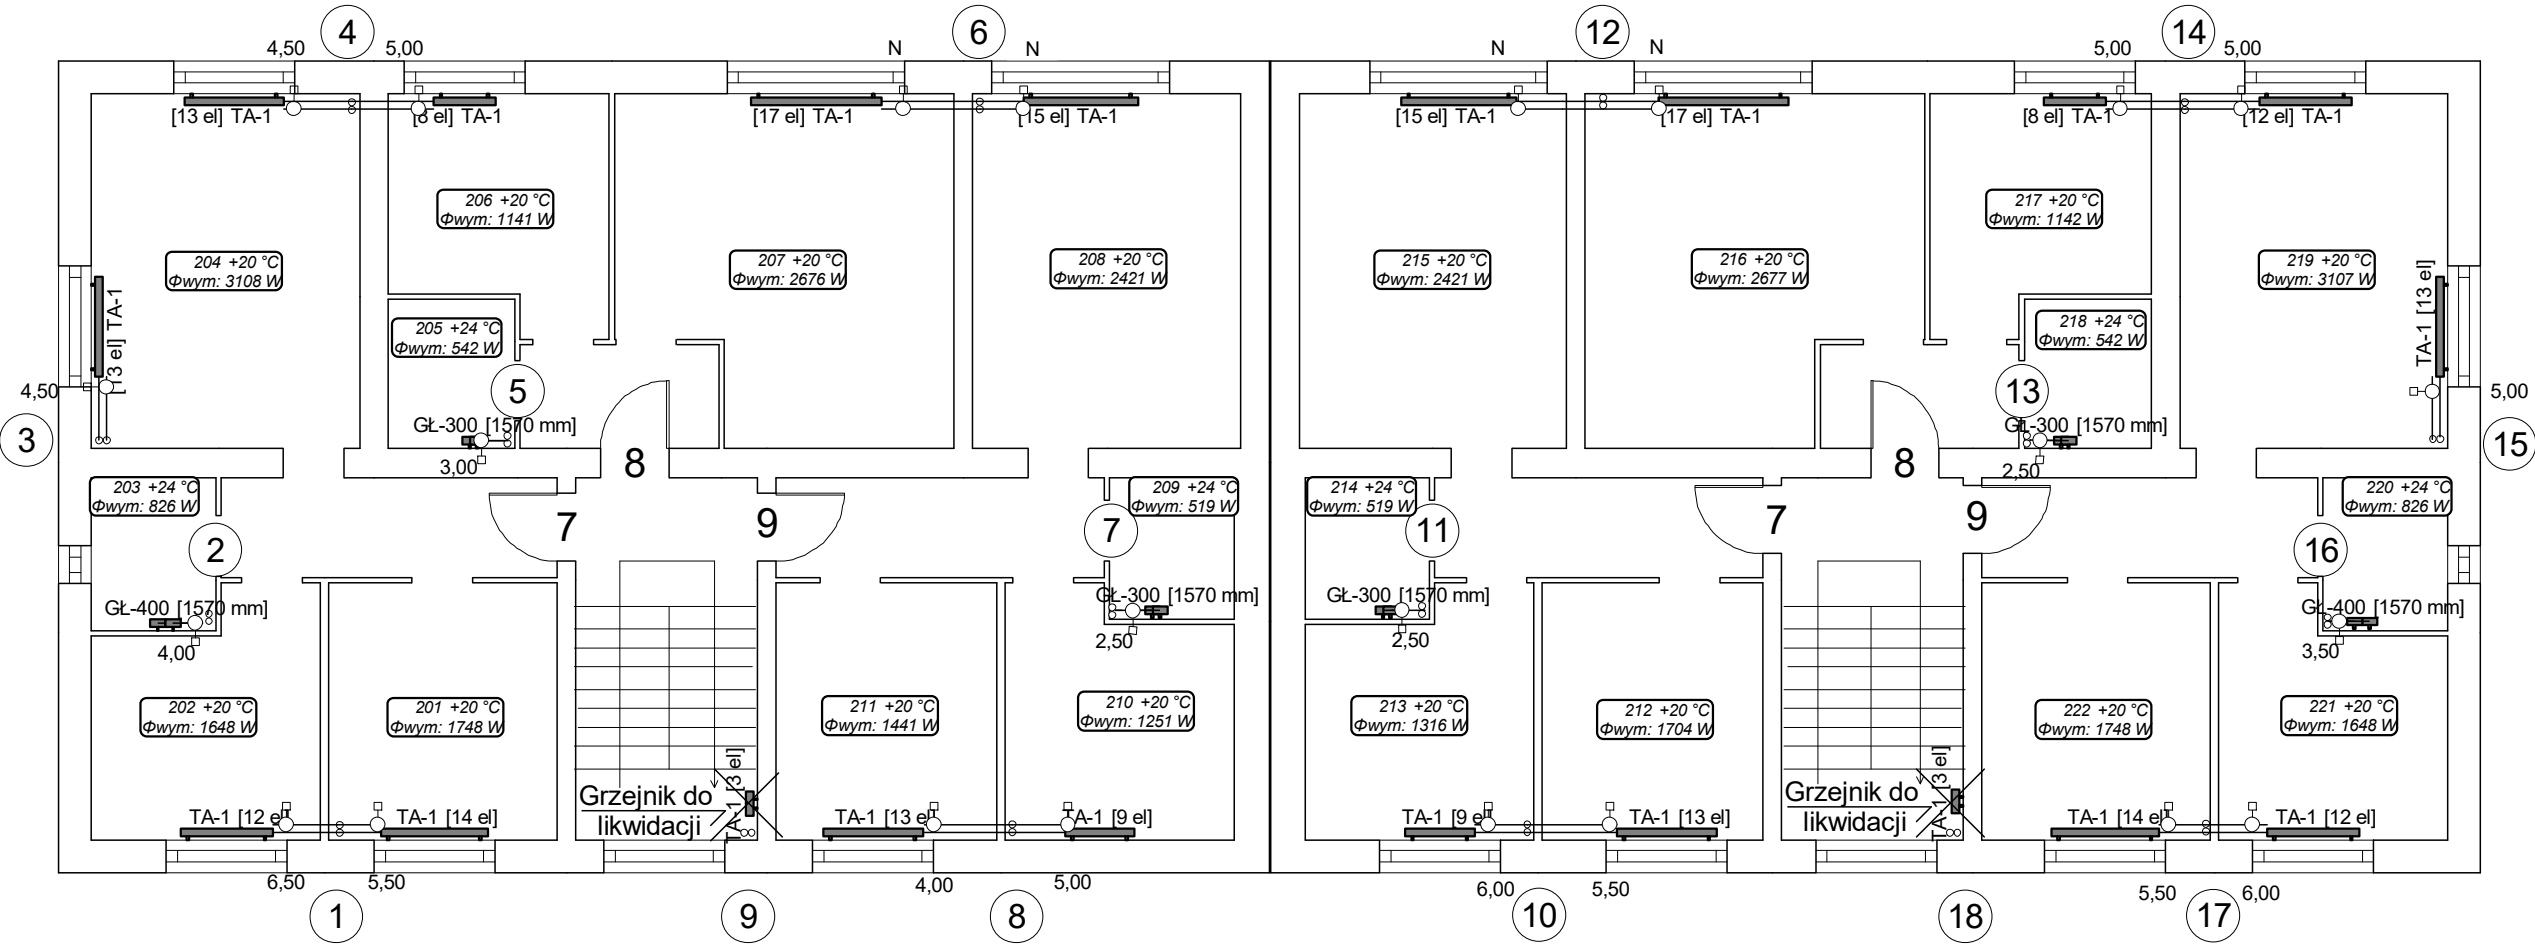 4
6
12
14
4,50
5,00
N
N
N
N
5,00
5,00
[13 el] TA-1
[8 el] TA-1
[17 el] TA-1
[15 el] TA-1
[15 el] TA-1
[17 el] TA-1
[8 el] TA-1
[12 el] TA-1
206 +20 °C
Φwym: 1141 W
217 +20 °C
Φwym: 1142 W
204 +20 °C
Φwym: 3108 W
207 +20 °C
Φwym: 2676 W
208 +20 °C
Φwym: 2421 W
215 +20 °C
Φwym: 2421 W
216 +20 °C
Φwym: 2677 W
219 +20 °C
Φwym: 3107 W
[13 el] TA-1
TA-1 [13 el]
205 +24 °C
Φwym: 542 W
218 +24 °C
Φwym: 542 W
4,50
5
13
5,00
3
GŁ-300 [1570 mm]
GŁ-300 [1570 mm]
15
3,00
8
8
2,50
203 +24 °C
Φwym: 826 W
209 +24 °C
Φwym: 519 W
214 +24 °C
Φwym: 519 W
220 +24 °C
Φwym: 826 W
2
7
9
7
11
7
9
16
GŁ-400 [1570 mm]
GŁ-300 [1570 mm]
GŁ-300 [1570 mm]
GŁ-400 [1570 mm]
4,00
2,50
2,50
3,50
202 +20 °C
Φwym: 1648 W
201 +20 °C
Φwym: 1748 W
211 +20 °C
Φwym: 1441 W
210 +20 °C
Φwym: 1251 W
213 +20 °C
Φwym: 1316 W
212 +20 °C
Φwym: 1704 W
222 +20 °C
Φwym: 1748 W
221 +20 °C
Φwym: 1648 W
Grzejnik do
likwidacji
TA-1 [3 el]
Grzejnik do
likwidacji
TA-1 [3 el]
TA-1 [12 el]
TA-1 [14 el]
TA-1 [13 el]
TA-1 [9 el]
TA-1 [9 el]
TA-1 [13 el]
TA-1 [14 el]
TA-1 [12 el]
6,50
5,50
4,00
5,00
6,00
5,50
5,50
6,00
1
9
8
10
18
17